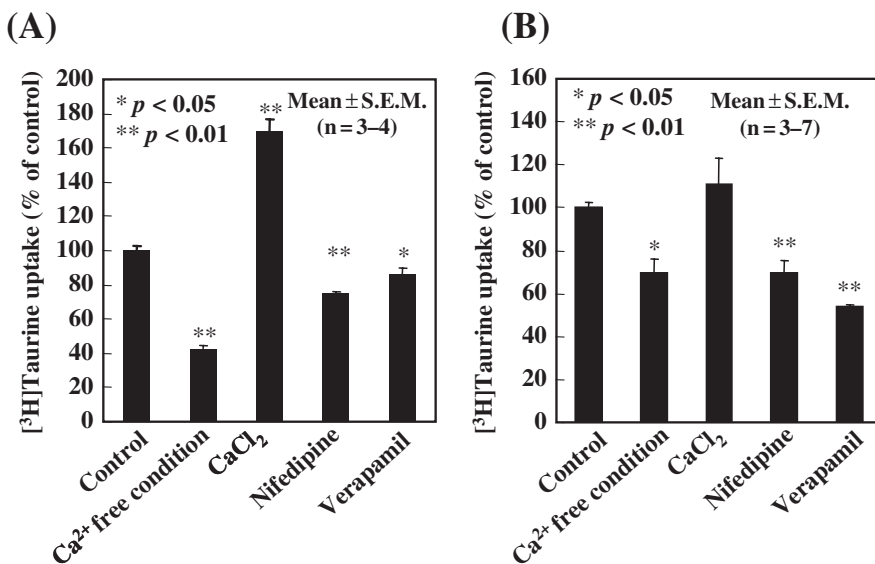 (A)
[³H]Taurine uptake (% of control)
200
180
160
140
120
100
80
60
40
20
0
* p < 0.05
** p < 0.01
Mean ± S.E.M.
(n = 3–4)
**
**
**
*
Control
Ca²⁺ free condition
CaCl₂
Nifedipine
Verapamil
(B)
[³H]Taurine uptake (% of control)
160
140
120
100
80
60
40
20
0
* p < 0.05
** p < 0.01
Mean ± S.E.M.
(n = 3–7)
*
**
**
Control
Ca²⁺ free condition
CaCl₂
Nifedipine
Verapamil